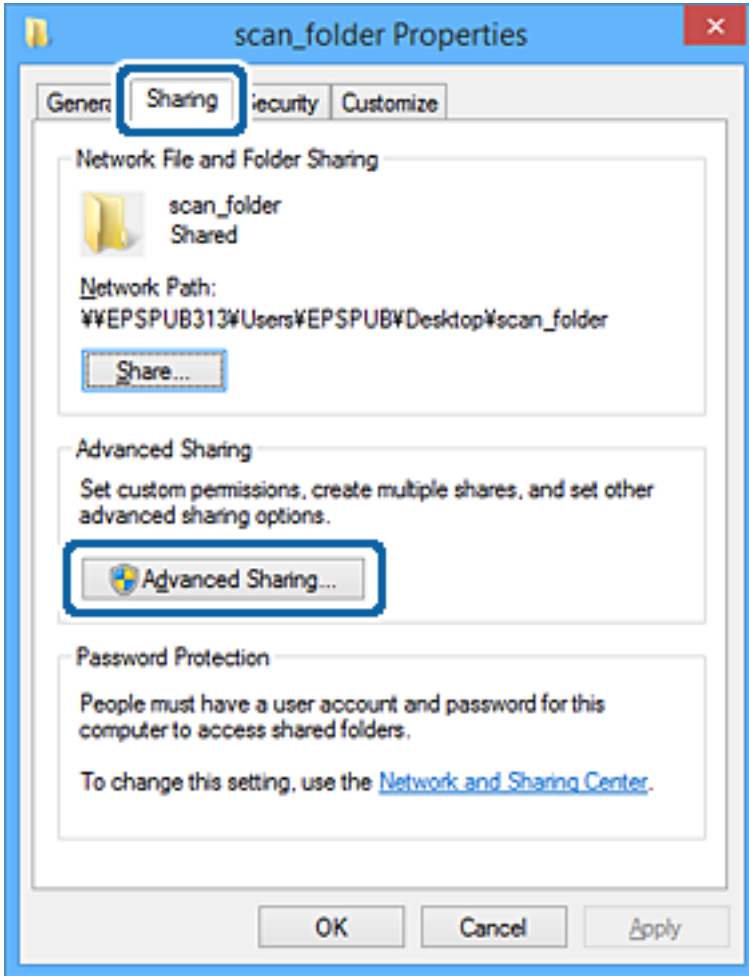 scan_folder Properties
General Sharing Security Customize
Network File and Folder Sharing
scan_folder
Shared
Network Path:
¥¥EPSPUB313¥Users¥EPSPUB¥Desktop¥scan_folder
Share...
Advanced Sharing
Set custom permissions, create multiple shares, and set other
advanced sharing options.
Advanced Sharing...
Password Protection
People must have a user account and password for this
computer to access shared folders.
To change this setting, use the Network and Sharing Center.
OK Cancel Apply